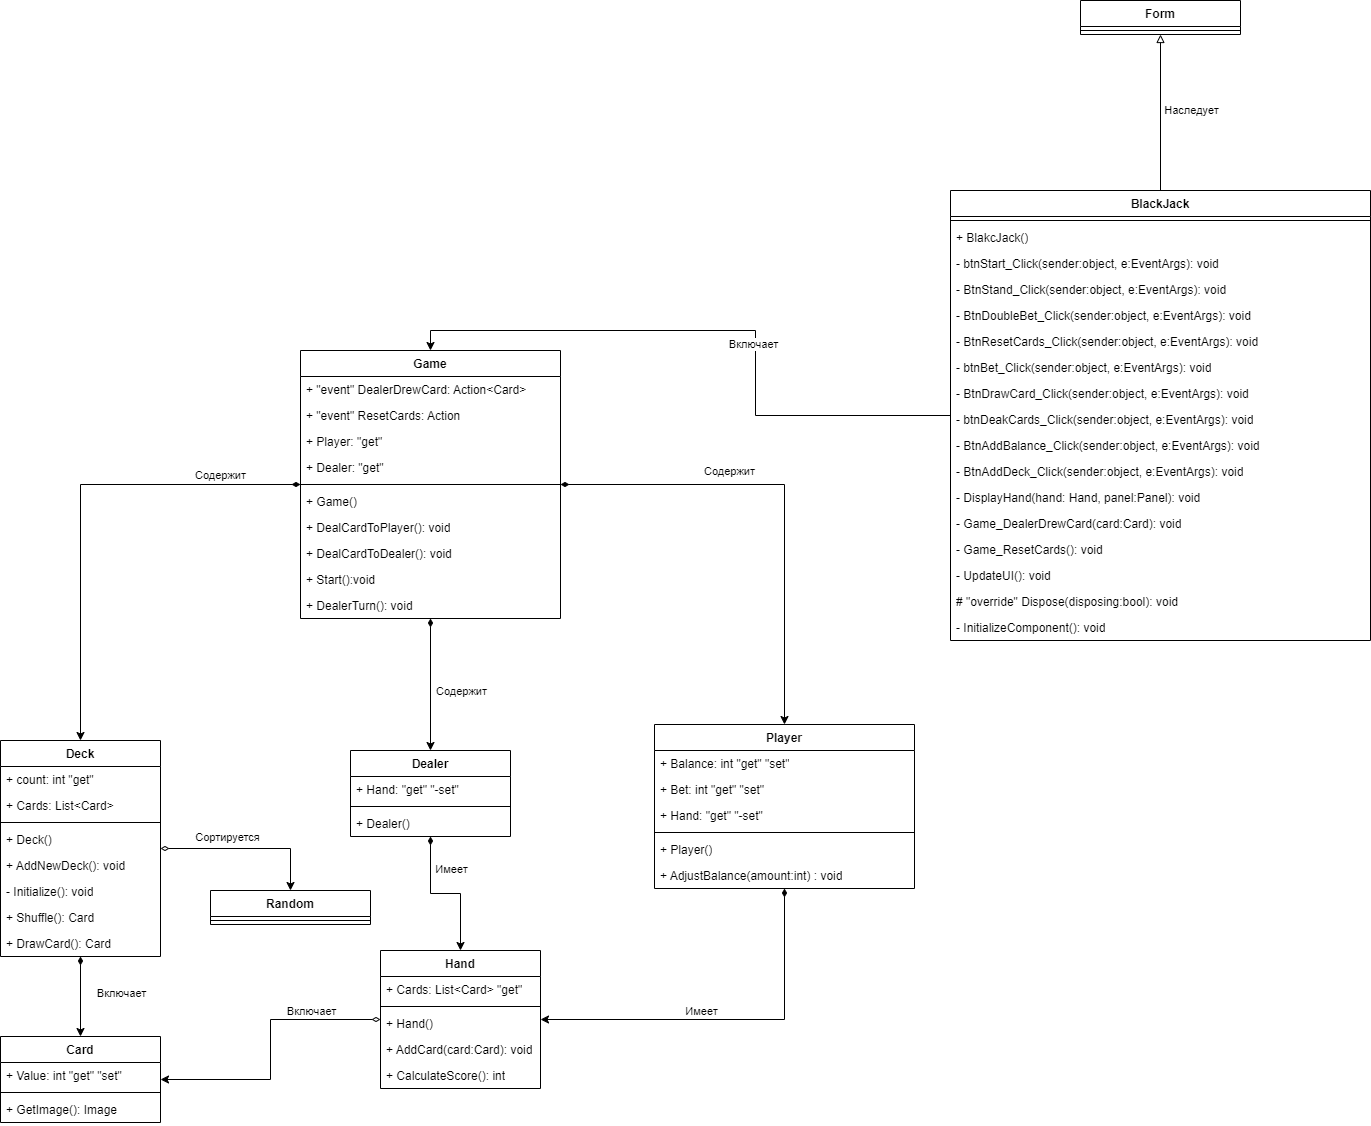 Form
Наследует
BlackJack
+ BlakcJack()
- btnStart_Click(sender:object, e:EventArgs): void
- BtnStand_Click(sender:object, e:EventArgs): void
- BtnDoubleBet_Click(sender:object, e:EventArgs): void
- BtnResetCards_Click(sender:object, e:EventArgs): void
- btnBet_Click(sender:object, e:EventArgs): void
- BtnDrawCard_Click(sender:object, e:EventArgs): void
- btnDeakCards_Click(sender:object, e:EventArgs): void
- BtnAddBalance_Click(sender:object, e:EventArgs): void
- BtnAddDeck_Click(sender:object, e:EventArgs): void
- DisplayHand(hand: Hand, panel:Panel): void
- Game_DealerDrewCard(card:Card): void
- Game_ResetCards(): void
- UpdateUI(): void
# "override" Dispose(disposing:bool): void
- InitializeComponent(): void
Включает
Game
+ "event" DealerDrewCard: Action<Card>
+ "event" ResetCards: Action
+ Player: "get"
+ Dealer: "get"
+ Game()
+ DealCardToPlayer(): void
+ DealCardToDealer(): void
+ Start():void
+ DealerTurn(): void
Содержит
Содержит
Содержит
Deck
+ count: int "get"
+ Cards: List<Card>
+ Deck()
+ AddNewDeck(): void
- Initialize(): void
+ Shuffle(): Card
+ DrawCard(): Card
Сортируется
Random
Dealer
+ Hand: "get" "-set"
+ Dealer()
Имеет
Player
+ Balance: int "get" "set"
+ Bet: int "get" "set"
+ Hand: "get" "-set"
+ Player()
+ AdjustBalance(amount:int) : void
Имеет
Hand
+ Cards: List<Card> "get"
+ Hand()
+ AddCard(card:Card): void
+ CalculateScore(): int
Включает
Включает
Card
+ Value: int "get" "set"
+ GetImage(): Image